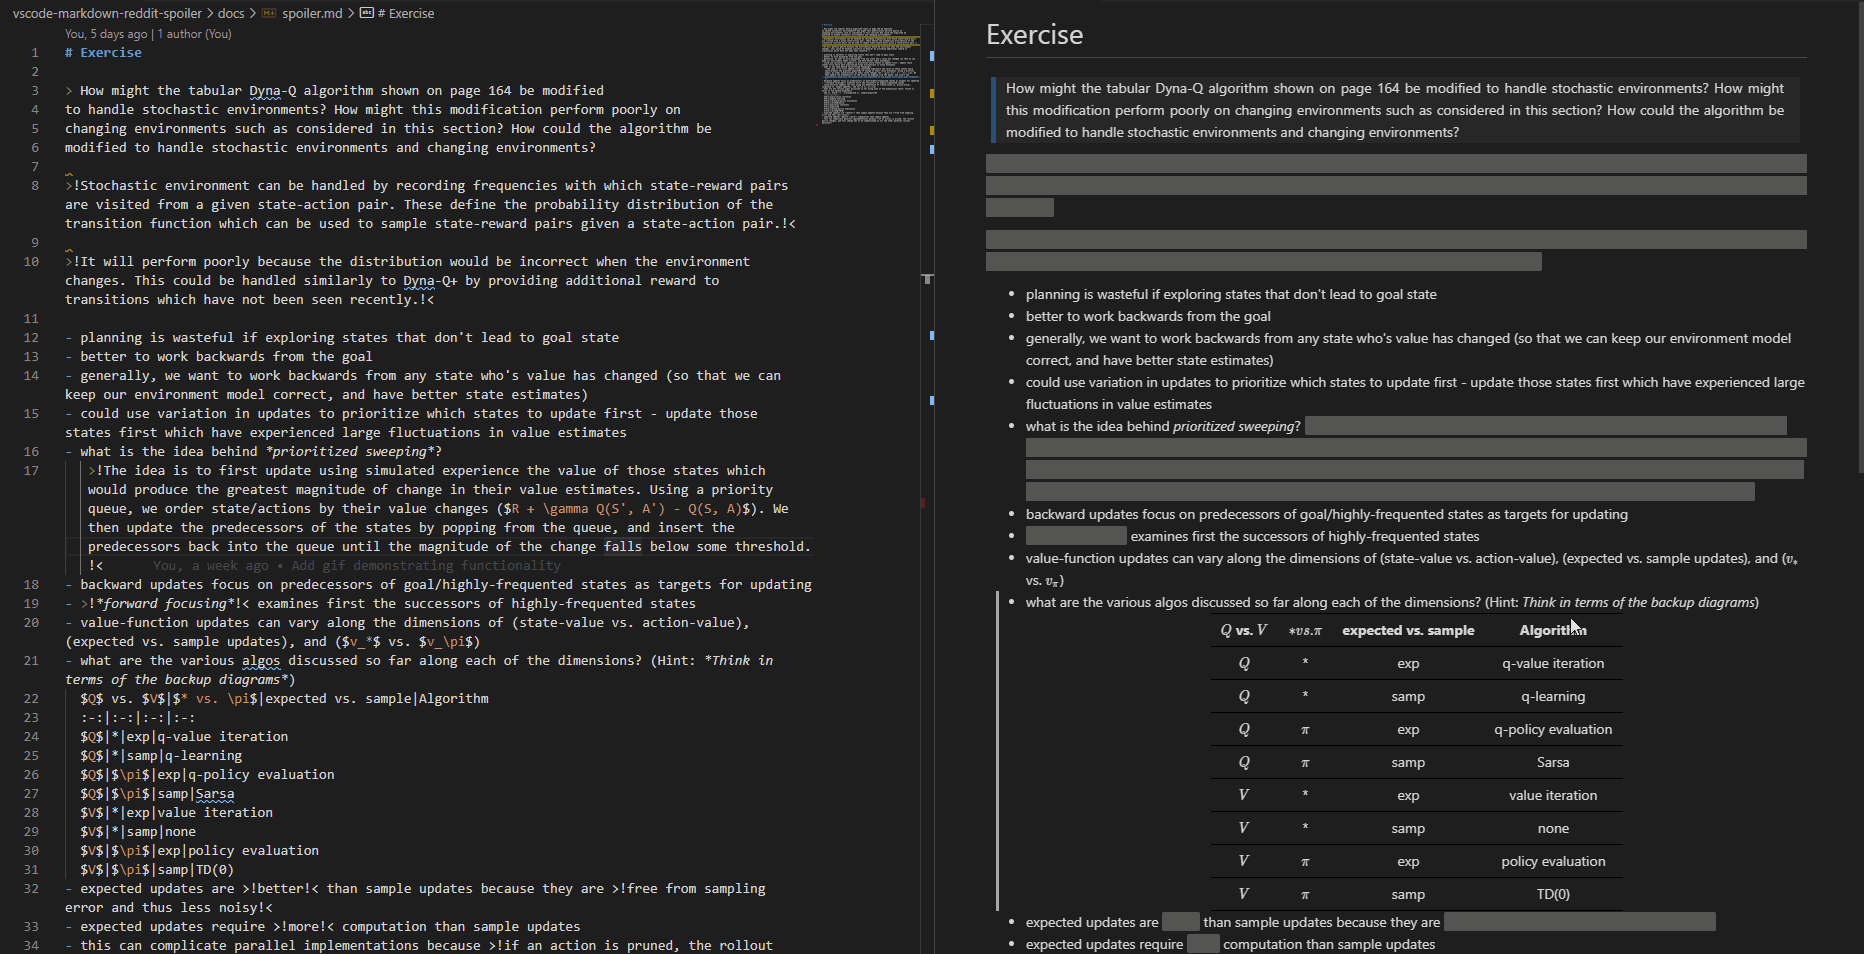 vscode-markdown-reddit-spoiler > docs > spoiler.md > abc # Exercise
You, 5 days ago | 1 author (You)
1 # Exercise
2
3 > How might the tabular Dyna-Q algorithm shown on page 164 be modified
4 to handle stochastic environments? How might this modification perform poorly on
5 changing environments such as considered in this section? How could the algorithm be
6 modified to handle stochastic environments and changing environments?
7
8 >!Stochastic environment can be handled by recording frequencies with which state-reward pairs
are visited from a given state-action pair. These define the probability distribution of the
transition function which can be used to sample state-reward pairs given a state-action pair.!<
9
10 >!It will perform poorly because the distribution would be incorrect when the environment
changes. This could be handled similarly to Dyna-Q+ by providing additional reward to
transitions which have not been seen recently.!<
11
12 - planning is wasteful if exploring states that don't lead to goal state
13 - better to work backwards from the goal
14 - generally, we want to work backwards from any state who's value has changed (so that we can
keep our environment model correct, and have better state estimates)
15 - could use variation in updates to prioritize which states to update first - update those
states first which have experienced large fluctuations in value estimates
16 - what is the idea behind *prioritized sweeping*?
17 >!The idea is to first update using simulated experience the value of those states which
would produce the greatest magnitude of change in their value estimates. Using a priority
queue, we order state/actions by their value changes ($R + \gamma Q(S', A') - Q(S, A)$). We
then update the predecessors of the states by popping from the queue, and insert the
predecessors back into the queue until the magnitude of the change falls below some threshold.
!< You, a week ago • Add gif demonstrating functionality
18 - backward updates focus on predecessors of goal/highly-frequented states as targets for updating
19 - >!*forward focusing*!< examines first the successors of highly-frequented states
20 - value-function updates can vary along the dimensions of (state-value vs. action-value),
(expected vs. sample updates), and ($v_*$ vs. $v_\pi$)
21 - what are the various algos discussed so far along each of the dimensions? (Hint: *Think in
terms of the backup diagrams*)
22 $Q$ vs. $V$|$* vs. \pi$|expected vs. sample|Algorithm
23 :-:|:-:|:-:|:-:
24 $Q$|*|exp|q-value iteration
25 $Q$|*|samp|q-learning
26 $Q$|$\pi$|exp|q-policy evaluation
27 $Q$|$\pi$|samp|Sarsa
28 $V$|*|exp|value iteration
29 $V$|*|samp|none
30 $V$|$\pi$|exp|policy evaluation
31 $V$|$\pi$|samp|TD(0)
32 - expected updates are >!better!< than sample updates because they are >!free from sampling
error and thus less noisy!<
33 - expected updates require >!more!< computation than sample updates
34 - this can complicate parallel implementations because >!if an action is pruned, the rollout
Exercise
How might the tabular Dyna-Q algorithm shown on page 164 be modified to handle stochastic environments? How might
this modification perform poorly on changing environments such as considered in this section? How could the algorithm be
modified to handle stochastic environments and changing environments?
• planning is wasteful if exploring states that don't lead to goal state
• better to work backwards from the goal
• generally, we want to work backwards from any state who's value has changed (so that we can keep our environment model
correct, and have better state estimates)
• could use variation in updates to prioritize which states to update first - update those states first which have experienced large
fluctuations in value estimates
• what is the idea behind prioritized sweeping?
• backward updates focus on predecessors of goal/highly-frequented states as targets for updating
• examines first the successors of highly-frequented states
• value-function updates can vary along the dimensions of (state-value vs. action-value), (expected vs. sample updates), and (v*
vs. vπ)
• what are the various algos discussed so far along each of the dimensions? (Hint: Think in terms of the backup diagrams)
Q vs. V *vs.π expected vs. sample Algorithm
Q * exp q-value iteration
Q * samp q-learning
Q π exp q-policy evaluation
Q π samp Sarsa
V * exp value iteration
V * samp none
V π exp policy evaluation
V π samp TD(0)
• expected updates are than sample updates because they are
• expected updates require computation than sample updates